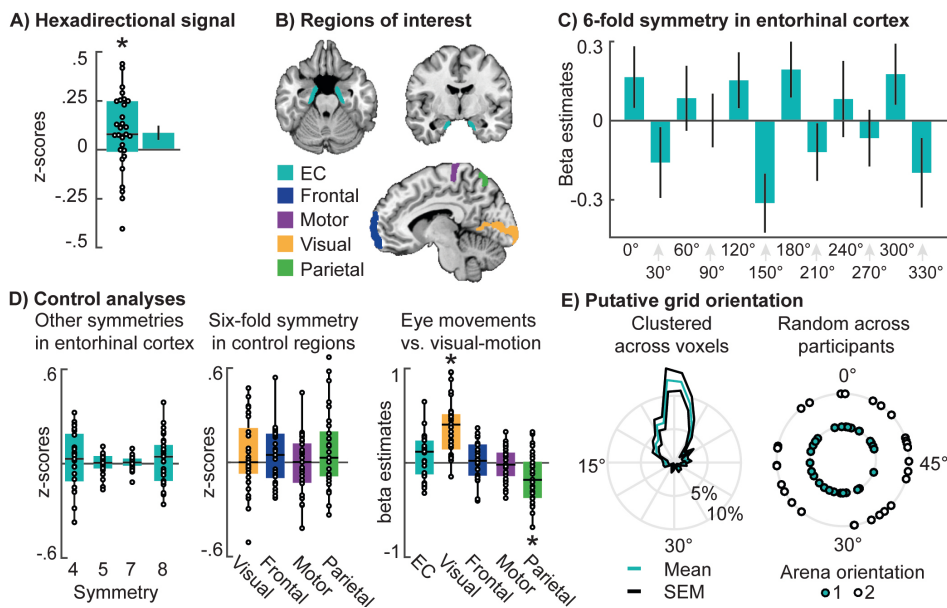 A) Hexadirectional signal
*
.5
.25
0
-.25
-.5
z-scores
B) Regions of interest
EC
Frontal
Motor
Visual
Parietal
C) 6-fold symmetry in entorhinal cortex
0.3
0
-0.3
Beta estimates
0° 60° 120° 180° 240° 300°
30° 90° 150° 210° 270° 330°
D) Control analyses
Other symmetries
in entorhinal cortex
.6
0
-.6
z-scores
4 5 7 8
Symmetry
Six-fold symmetry
in control regions
.6
0
-.6
z-scores
Visual
Frontal
Motor
Parietal
Eye movements
vs. visual-motion
*
1
0
-1
beta estimates
*
EC
Visual
Frontal
Motor
Parietal
E) Putative grid orientation
Clustered
across voxels
15°
5%
10%
30°
Mean
SEM
Random across
participants
0°
45°
30°
Arena orientation
1 2